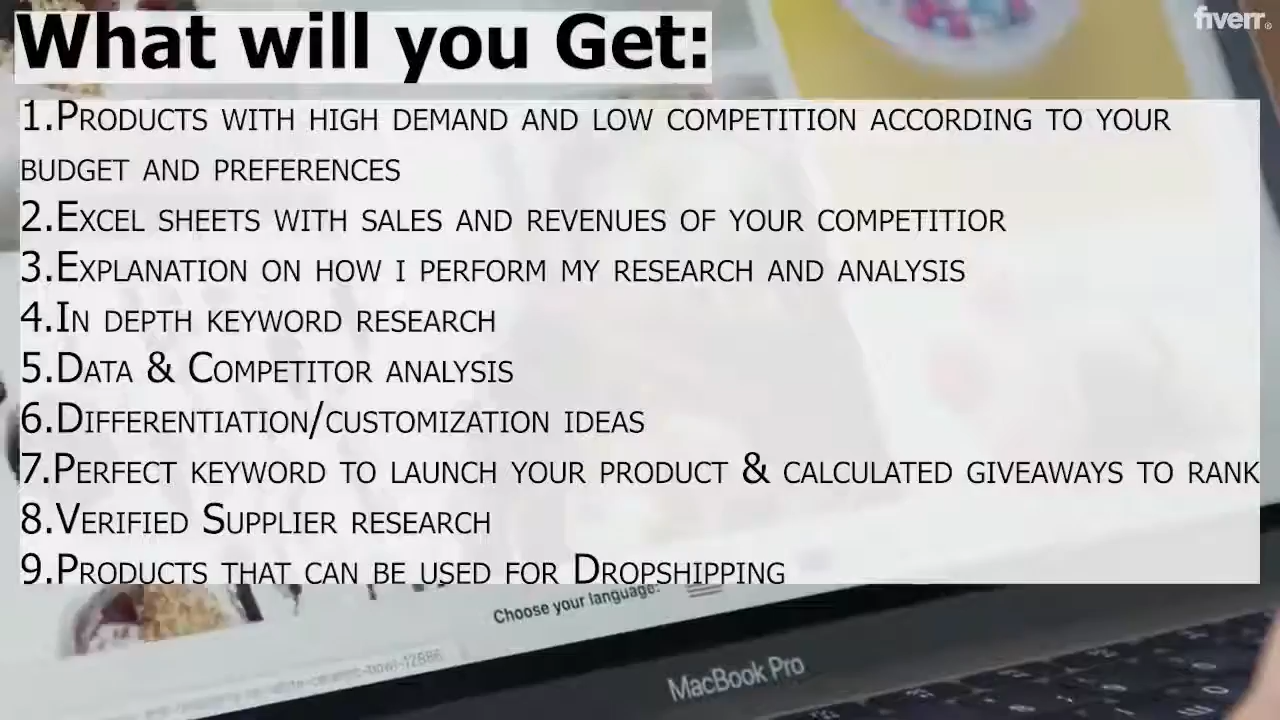 fiverr®
What will you Get:
1.Products with high demand and low competition according to your
budget and preferences
2.Excel sheets with sales and revenues of your competitior
3.Explanation on how i perform my research and analysis
4.In depth keyword research
5.Data & Competitor analysis
6.Differentiation/customization ideas
7.Perfect keyword to launch your product & calculated giveaways to rank
8.Verified Supplier research
9.Products that can be used for Dropshipping
Choose your language:
MacBook Pro